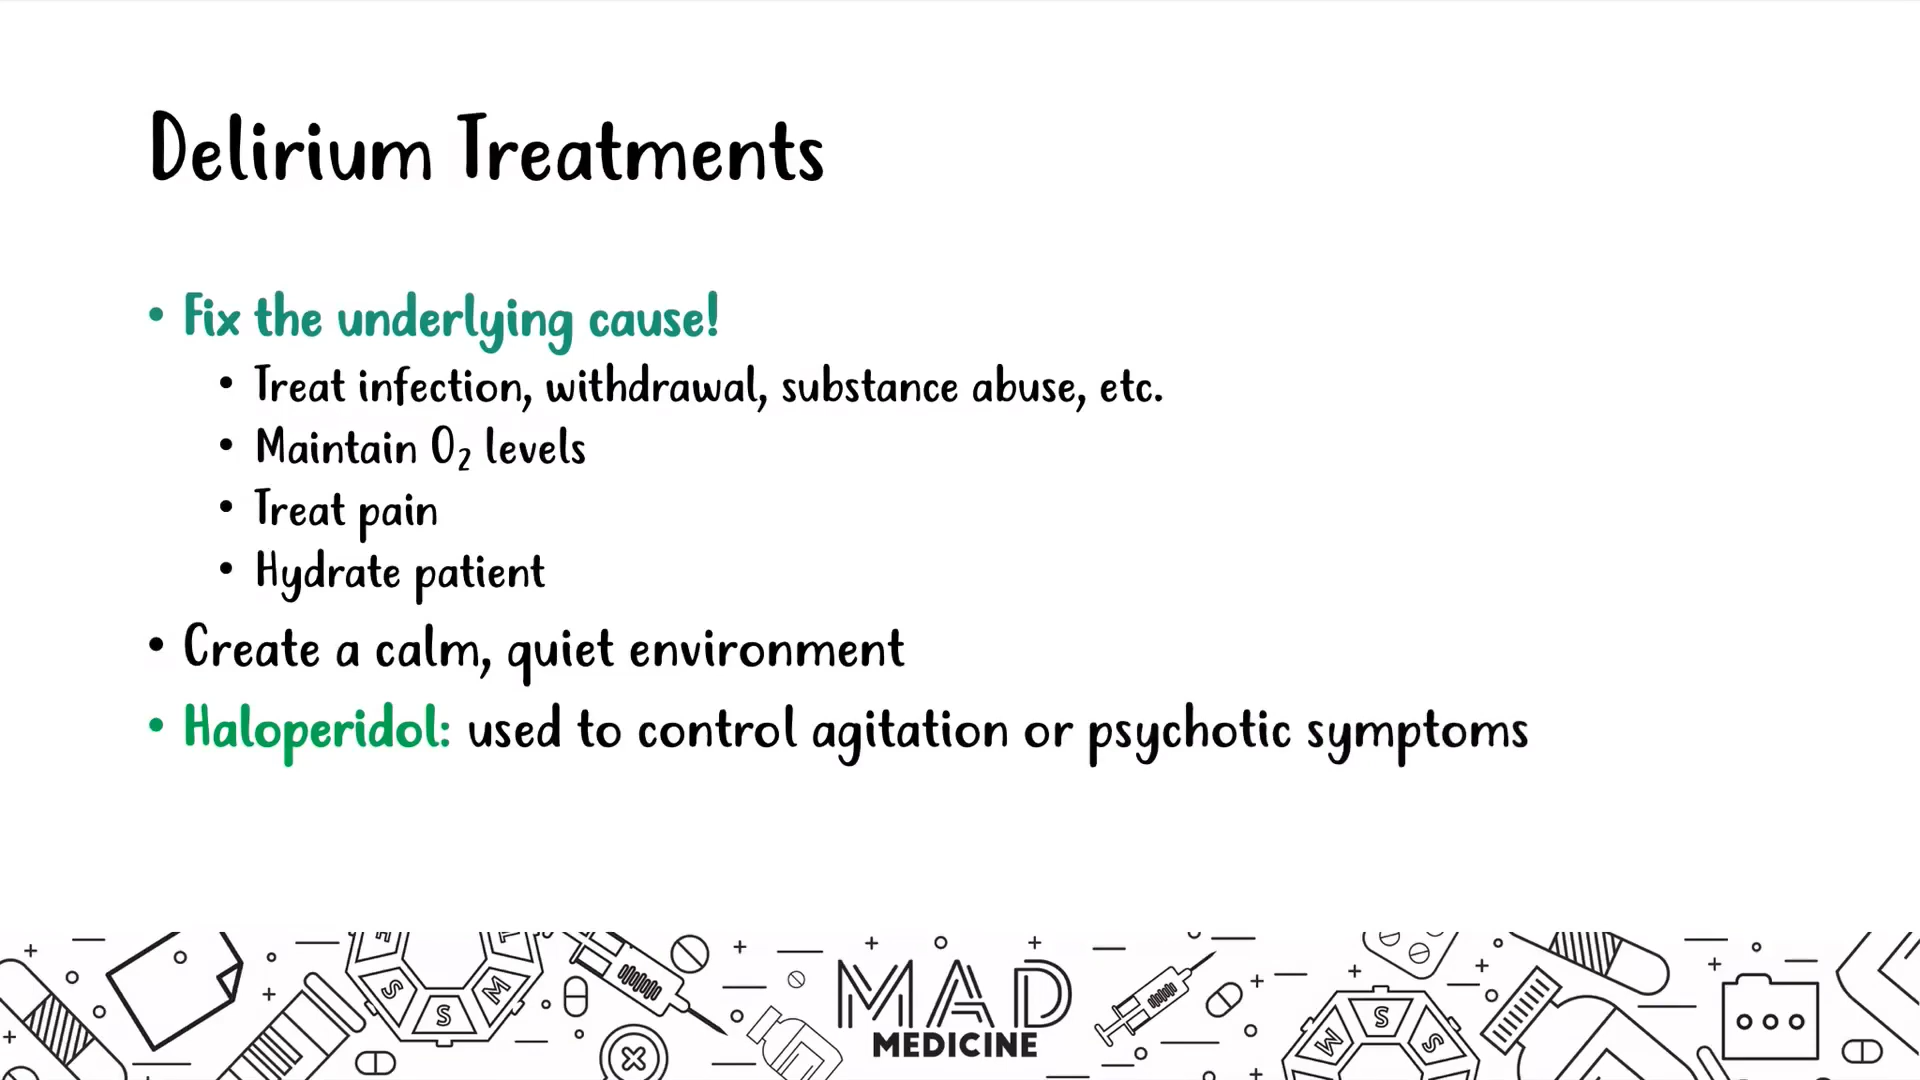 Delirium Treatments
• Fix the underlying cause!
• Treat infection, withdrawal, substance abuse, etc.
• Maintain O₂ levels
• Treat pain
• Hydrate patient
• Create a calm, quiet environment
• Haloperidol: used to control agitation or psychotic symptoms
MAD
MEDICINE
S S M
M S S